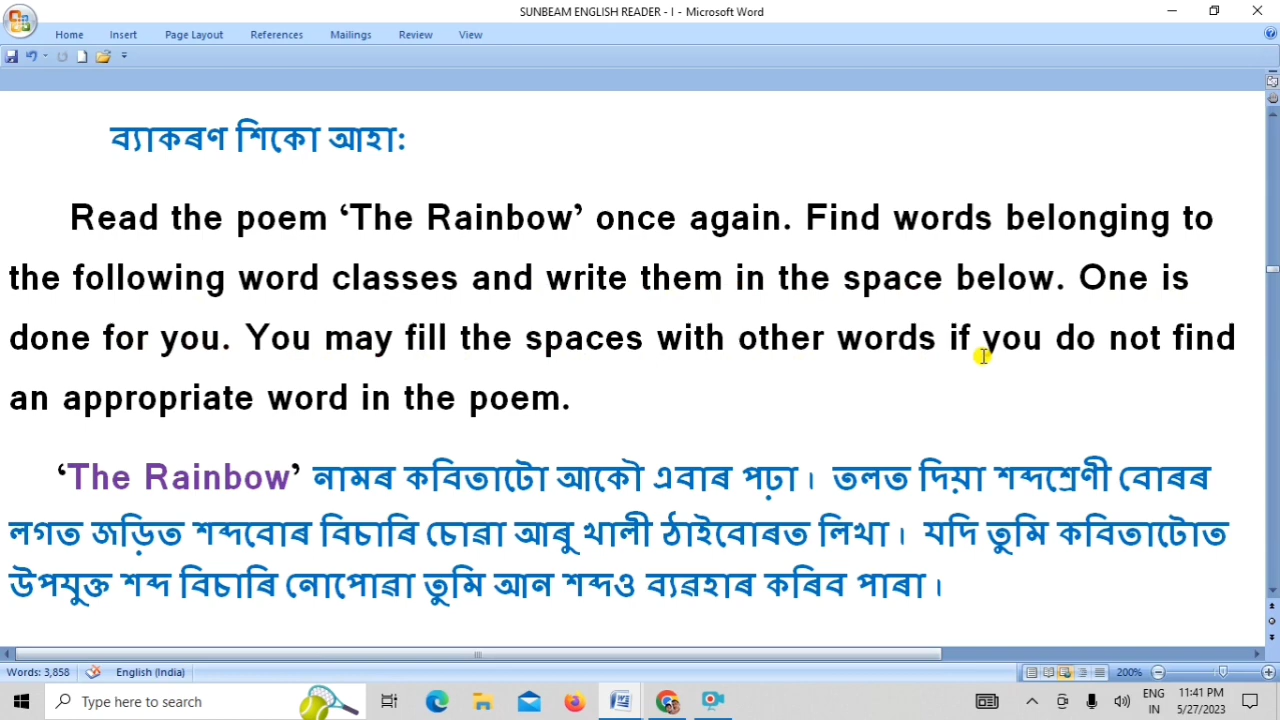 SUNBEAM ENGLISH READER - I - Microsoft Word
Home Insert Page Layout References Mailings Review View
ব্যাকৰণ শিকো আহা:
Read the poem ‘The Rainbow’ once again. Find words belonging to
the following word classes and write them in the space below. One is
done for you. You may fill the spaces with other words if you do not find
an appropriate word in the poem.
‘The Rainbow’ নামৰ কবিতাটো আকৌ এবাৰ পঢ়া। তলত দিয়া শব্দশ্ৰেণী বোৰৰ
লগত জড়িত শব্দবোৰ বিচাৰি চোৱা আৰু খালী ঠাইবোৰত লিখা। যদি তুমি কবিতাটোত
উপযুক্ত শব্দ বিচাৰি নোপোৱা তুমি আন শব্দও ব্যৱহাৰ কৰিব পাৰা।
Words: 3,858 English (India) 200%
Type here to search
ENG
IN
11:41 PM
5/27/2023